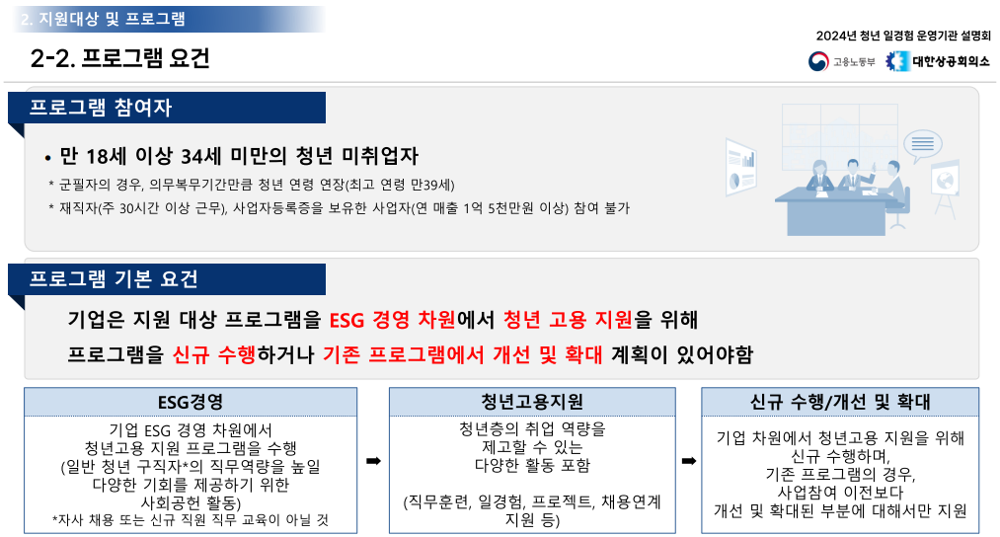 2. 지원대상 및 프로그램
2-2. 프로그램 요건
2024년 청년 일경험 운영기관 설명회
고용노동부
대한상공회의소
프로그램 참여자
• 만 18세 이상 34세 미만의 청년 미취업자
* 군필자의 경우, 의무복무기간만큼 청년 연령 연장(최고 연령 만39세)
* 재직자(주 30시간 이상 근무), 사업자등록증을 보유한 사업자(연 매출 1억 5천만원 이상) 참여 불가
프로그램 기본 요건
기업은 지원 대상 프로그램을 ESG 경영 차원에서 청년 고용 지원을 위해
프로그램을 신규 수행하거나 기존 프로그램에서 개선 및 확대 계획이 있어야함
ESG경영
기업 ESG 경영 차원에서
청년고용 지원 프로그램을 수행
(일반 청년 구직자*의 직무역량을 높일
다양한 기회를 제공하기 위한
사회공헌 활동)
*자사 채용 또는 신규 직원 직무 교육이 아닐 것
➡
청년고용지원
청년층의 취업 역량을
제고할 수 있는
다양한 활동 포함
(직무훈련, 일경험, 프로젝트, 채용연계
지원 등)
➡
신규 수행/개선 및 확대
기업 차원에서 청년고용 지원을 위해
신규 수행하며,
기존 프로그램의 경우,
사업참여 이전보다
개선 및 확대된 부분에 대해서만 지원